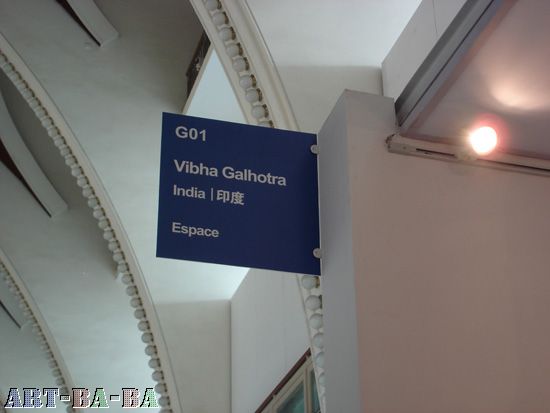 G01
Vibha Galhotra
India | 印度
Espace
ART-BA-BA